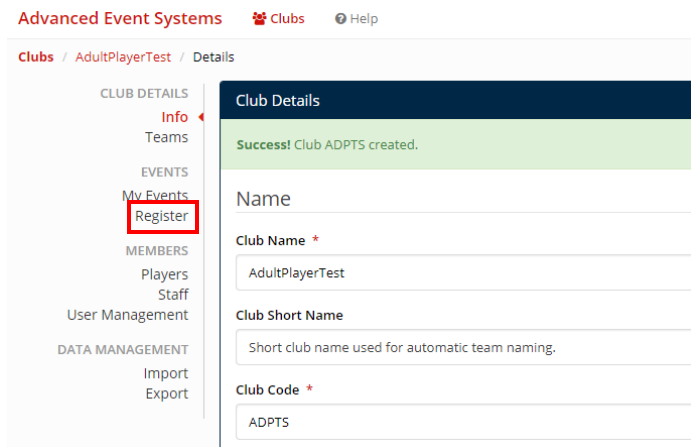 Advanced Event Systems Clubs Help
Clubs / AdultPlayerTest / Details
CLUB DETAILS
Info
Teams
EVENTS
My Events
Register
MEMBERS
Players
Staff
User Management
DATA MANAGEMENT
Import
Export
Club Details
Success! Club ADPTS created.
Name
Club Name *
AdultPlayerTest
Club Short Name
Short club name used for automatic team naming.
Club Code *
ADPTS